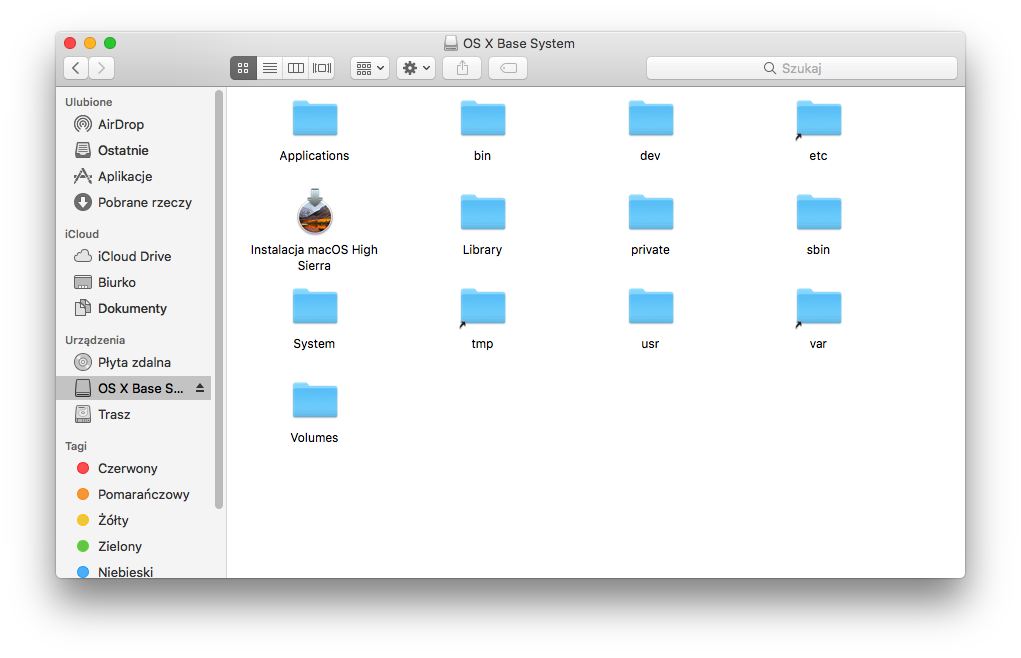 OS X Base System
Szukaj
Ulubione
AirDrop
Ostatnie
Aplikacje
Pobrane rzeczy
iCloud
iCloud Drive
Biurko
Dokumenty
Urządzenia
Płyta zdalna
OS X Base S...
Trasz
Tagi
Czerwony
Pomarańczowy
Żółty
Zielony
Niebieski
Applications
bin
dev
etc
Instalacja macOS High
Sierra
Library
private
sbin
System
tmp
usr
var
Volumes